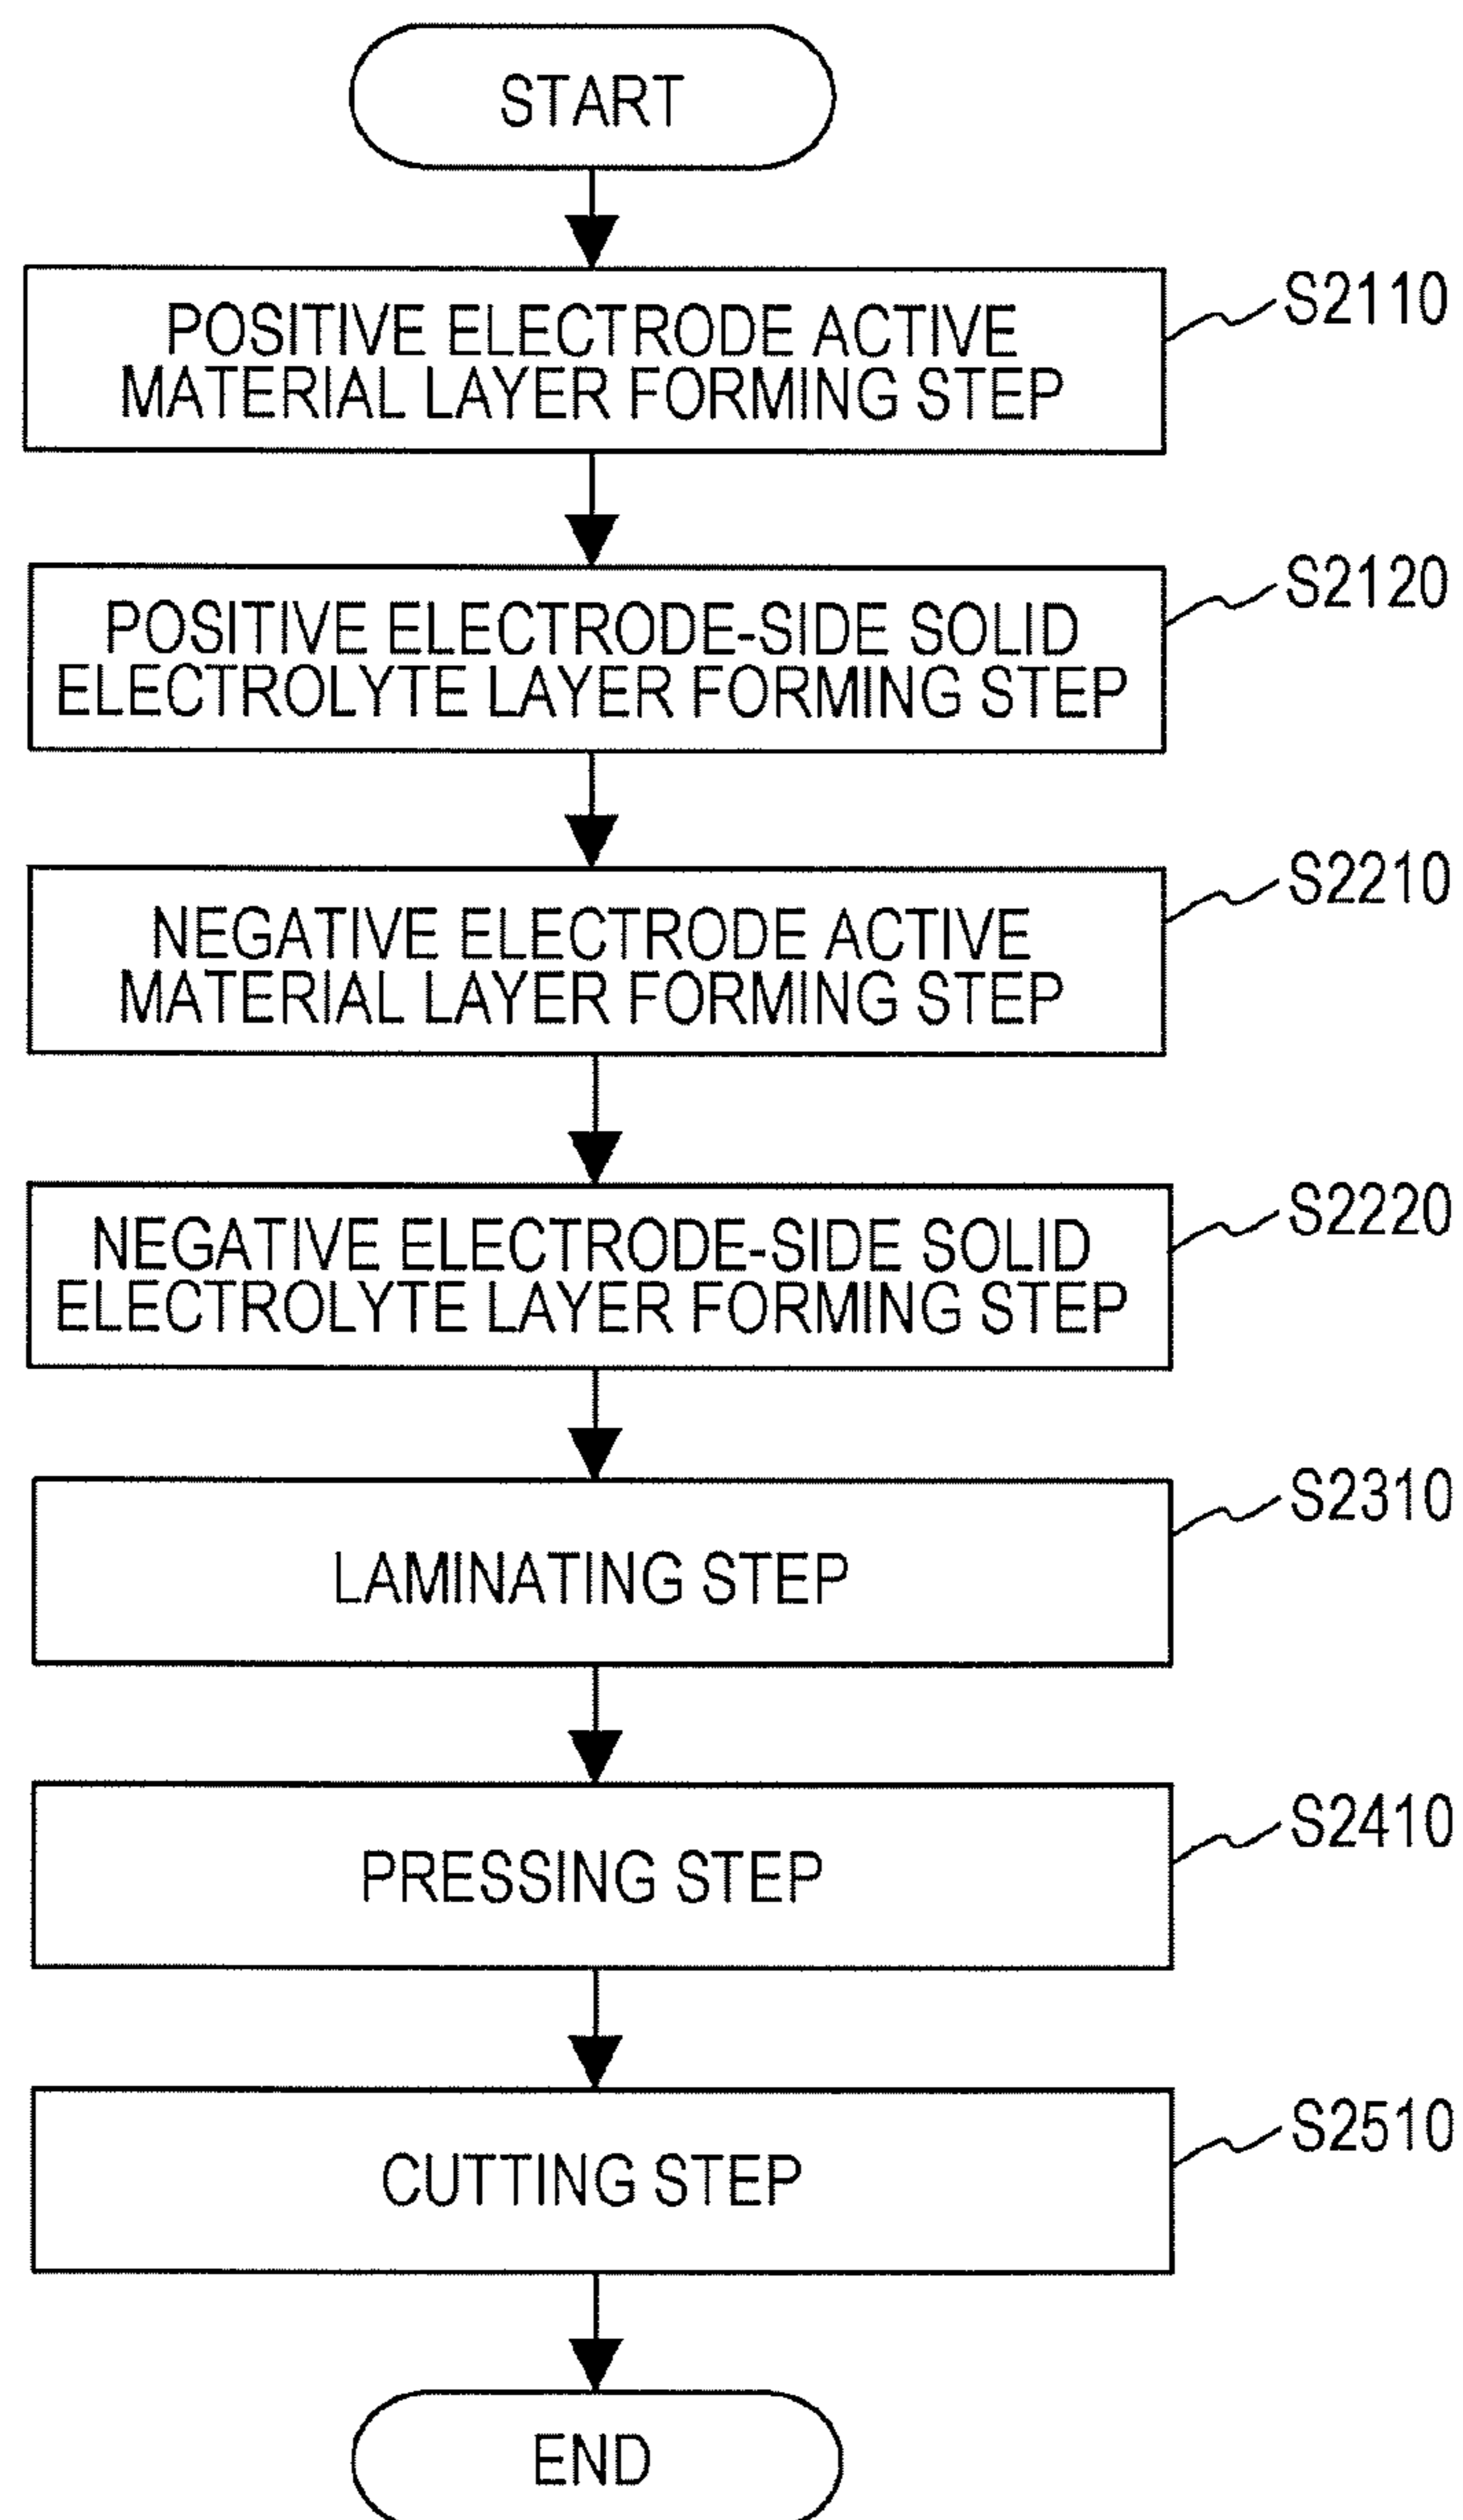 START
POSITIVE ELECTRODE ACTIVE
MATERIAL LAYER FORMING STEP
S2110
POSITIVE ELECTRODE-SIDE SOLID
ELECTROLYTE LAYER FORMING STEP
S2120
NEGATIVE ELECTRODE ACTIVE
MATERIAL LAYER FORMING STEP
S2210
NEGATIVE ELECTRODE-SIDE SOLID
ELECTROLYTE LAYER FORMING STEP
S2220
LAMINATING STEP
S2310
PRESSING STEP
S2410
CUTTING STEP
S2510
END